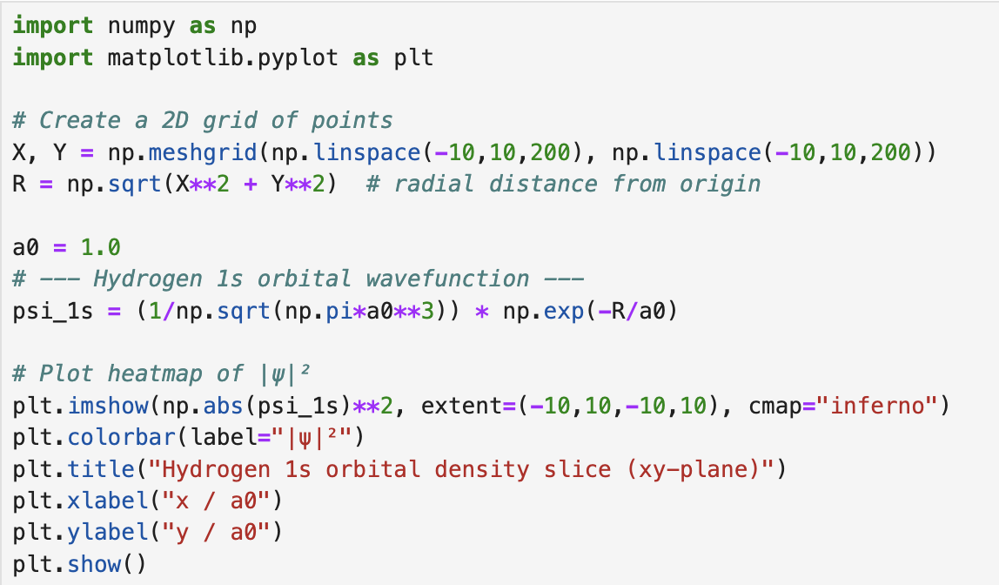 import numpy as np
import matplotlib.pyplot as plt
# Create a 2D grid of points
X, Y = np.meshgrid(np.linspace(-10,10,200), np.linspace(-10,10,200))
R = np.sqrt(X**2 + Y**2)  # radial distance from origin
a0 = 1.0
# --- Hydrogen 1s orbital wavefunction ---
psi_1s = (1/np.sqrt(np.pi*a0**3)) * np.exp(-R/a0)
# Plot heatmap of |ψ|²
plt.imshow(np.abs(psi_1s)**2, extent=(-10,10,-10,10), cmap="inferno")
plt.colorbar(label="|ψ|²")
plt.title("Hydrogen 1s orbital density slice (xy-plane)")
plt.xlabel("x / a0")
plt.ylabel("y / a0")
plt.show()